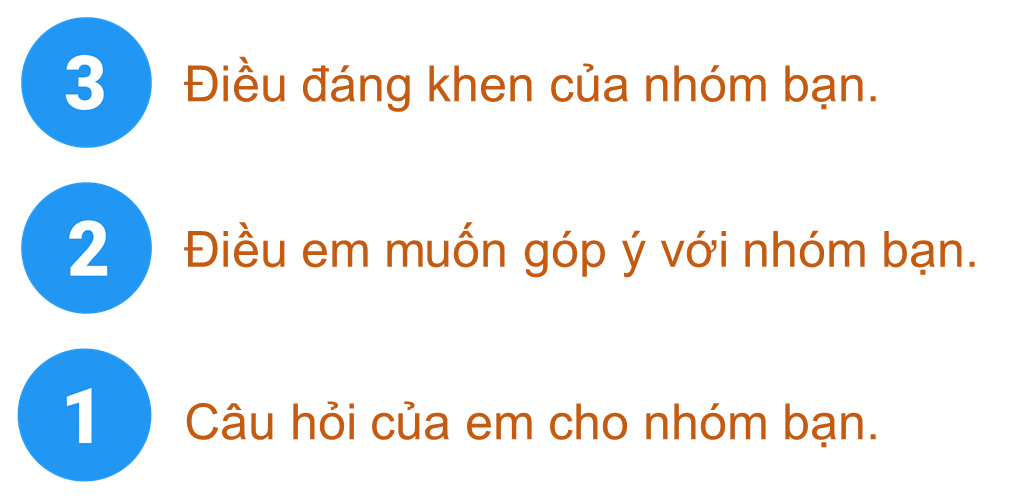 3 Điều đáng khen của nhóm bạn.
2 Điều em muốn góp ý với nhóm bạn.
1 Câu hỏi của em cho nhóm bạn.